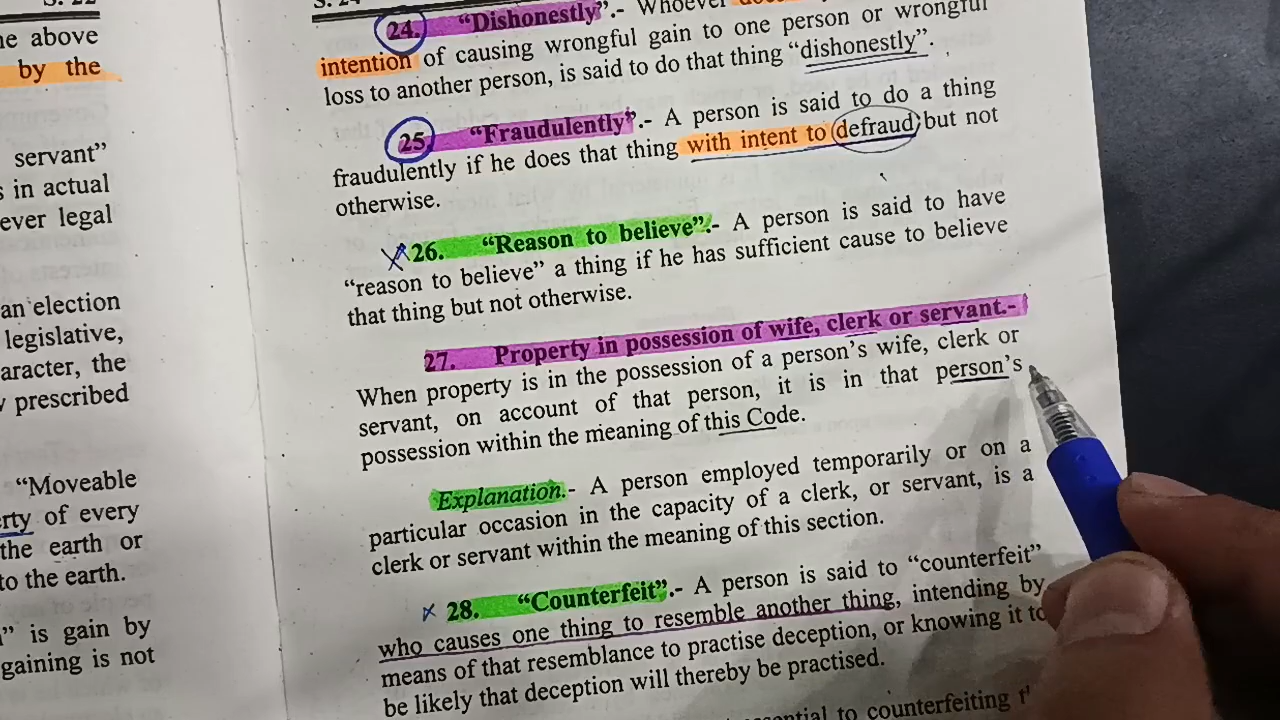 ne above
by the
servant"
s in actual
ever legal
an election
legislative,
aracter, the
prescribed
"Moveable
rty of every
the earth or
to the earth.
" is gain by
gaining is not
24. "Dishonestly".- Whoever
intention of causing wrongful gain to one person or wrongful
loss to another person, is said to do that thing "dishonestly".
25. "Fraudulently".- A person is said to do a thing
fraudulently if he does that thing with intent to defraud but not
otherwise.
26. "Reason to believe".- A person is said to have
"reason to believe" a thing if he has sufficient cause to believe
that thing but not otherwise.
27. Property in possession of wife, clerk or servant.-
When property is in the possession of a person's wife, clerk or
servant, on account of that person, it is in that person's
possession within the meaning of this Code.
Explanation.- A person employed temporarily or on a
particular occasion in the capacity of a clerk, or servant, is a
clerk or servant within the meaning of this section.
28. "Counterfeit".- A person is said to "counterfeit"
who causes one thing to resemble another thing, intending by
means of that resemblance to practise deception, or knowing it to
be likely that deception will thereby be practised.
to counterfeiting